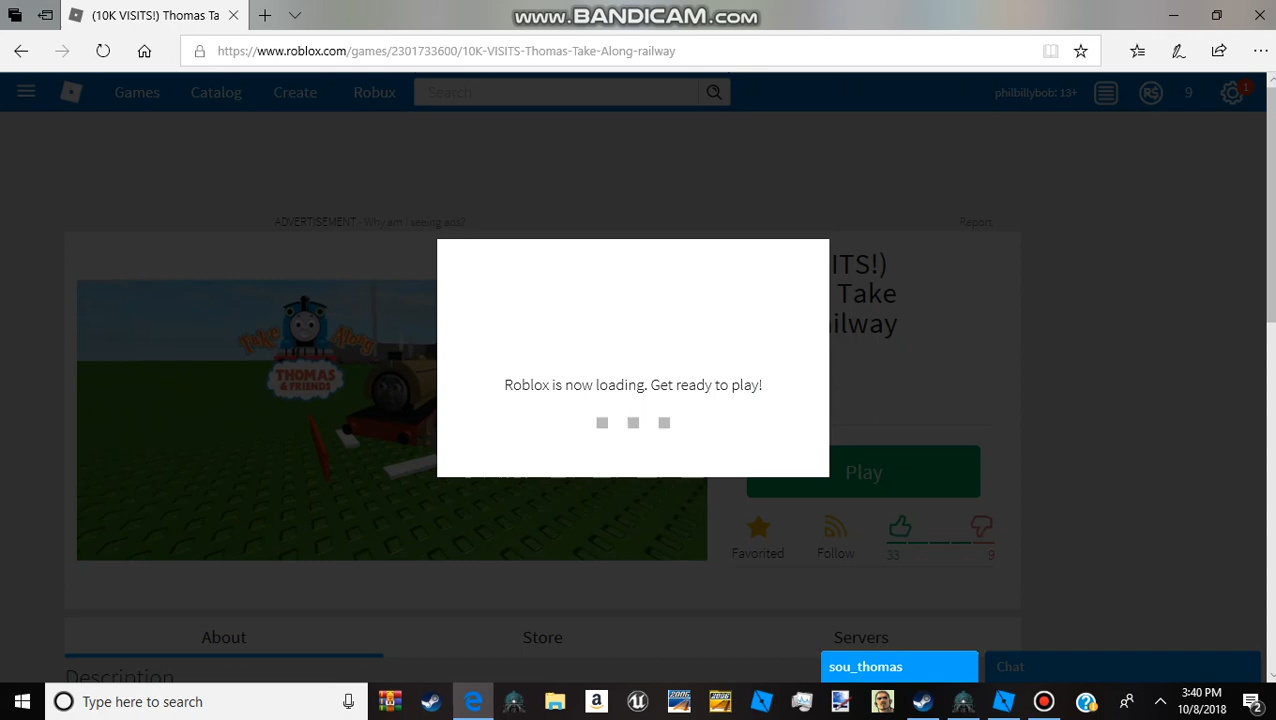 www.BANDICAM.com
(10K VISITS!) Thomas Ta
https://www.roblox.com/games/2301733600/10K-VISITS-Thomas-Take-Along-railway
Games
Catalog
Create
Robux
Search
philbillybob: 13+
R$
9
1
ADVERTISEMENT - Why am I seeing ads?
Report
ITS!)
Take
ilway
Take Along
THOMAS
& FRIENDS
Roblox is now loading. Get ready to play!
Play
Favorited
Follow
33
9
About
Store
Servers
Description
sou_thomas
Chat
Type here to search
3:40 PM
10/8/2018
2